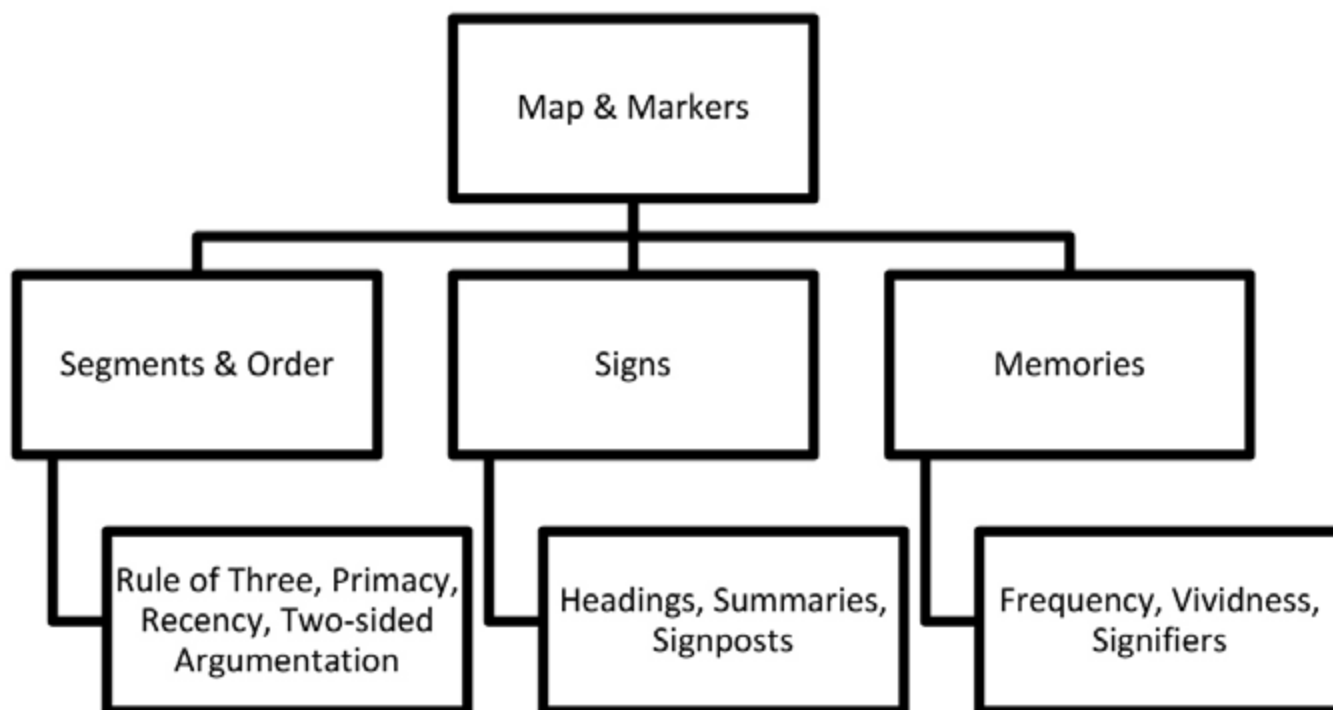 Map & Markers
Segments & Order
Signs
Memories
Rule of Three, Primacy,
Recency, Two-sided
Argumentation
Headings, Summaries,
Signposts
Frequency, Vividness,
Signifiers